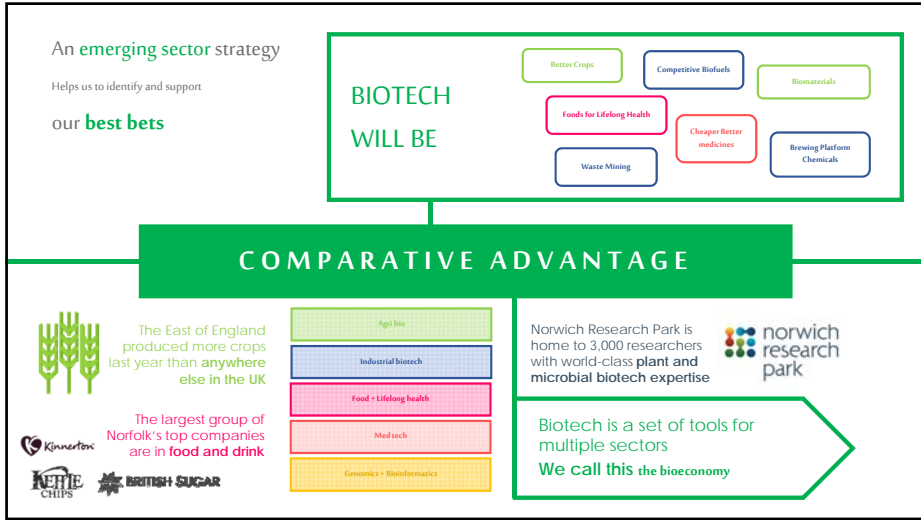 An emerging sector strategy
Helps us to identify and support
our best bets
BIOTECH
WILL BE
Better Crops
Competitive Biofuels
Biomaterials
Foods for Lifelong Health
Cheaper Better
medicines
Waste Mining
Brewing Platform
Chemicals
COMPARATIVE ADVANTAGE
The East of England
produced more crops
last year than anywhere
else in the UK
The largest group of
Norfolk's top companies
are in food and drink
Kinnerton
KETTLE
CHIPS
BRITISH SUGAR
Agri bio
Industrial biotech
Food + Lifelong health
Med tech
Genomics + Bioinformatics
Norwich Research Park is
home to 3,000 researchers
with world-class plant and
microbial biotech expertise
norwich
research
park
Biotech is a set of tools for
multiple sectors
We call this the bioeconomy